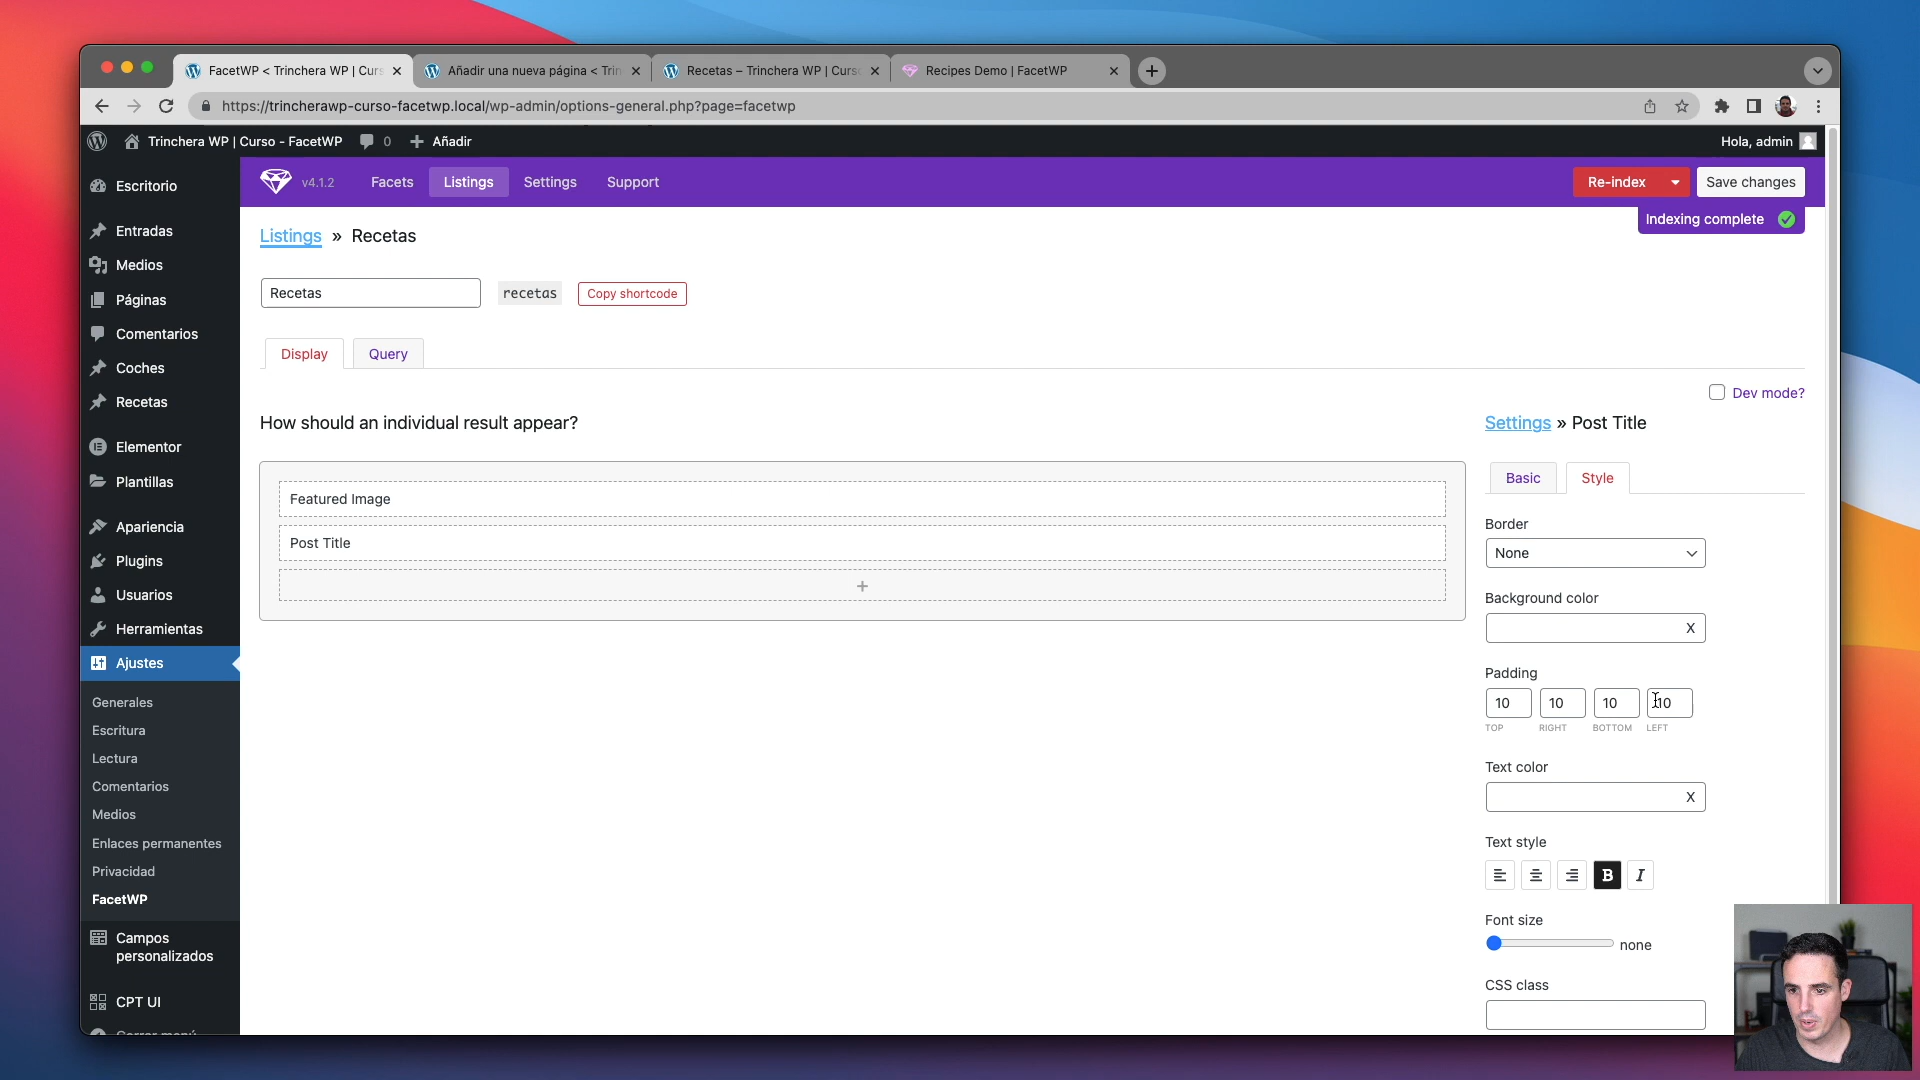 FacetWP < Trinchera WP | Curs
Añadir una nueva página < Trin
Recetas – Trinchera WP | Curso
Recipes Demo | FacetWP
https://trincherawp-curso-facetwp.local/wp-admin/options-general.php?page=facetwp
Trinchera WP | Curso - FacetWP
0
Añadir
Hola, admin
Escritorio
Entradas
Medios
Páginas
Comentarios
Coches
Recetas
Elementor
Plantillas
Apariencia
Plugins
Usuarios
Herramientas
Ajustes
Generales
Escritura
Lectura
Comentarios
Medios
Enlaces permanentes
Privacidad
FacetWP
Campos
personalizados
CPT UI
Cerrar menú
v4.1.2
Facets
Listings
Settings
Support
Re-index
Save changes
Indexing complete
Listings » Recetas
Recetas
recetas
Copy shortcode
Display
Query
Dev mode?
How should an individual result appear?
Featured Image
Post Title
+
Settings » Post Title
Basic
Style
Border
None
Background color
X
Padding
10 10 10 10
TOP RIGHT BOTTOM LEFT
Text color
X
Text style
B I
Font size
none
CSS class